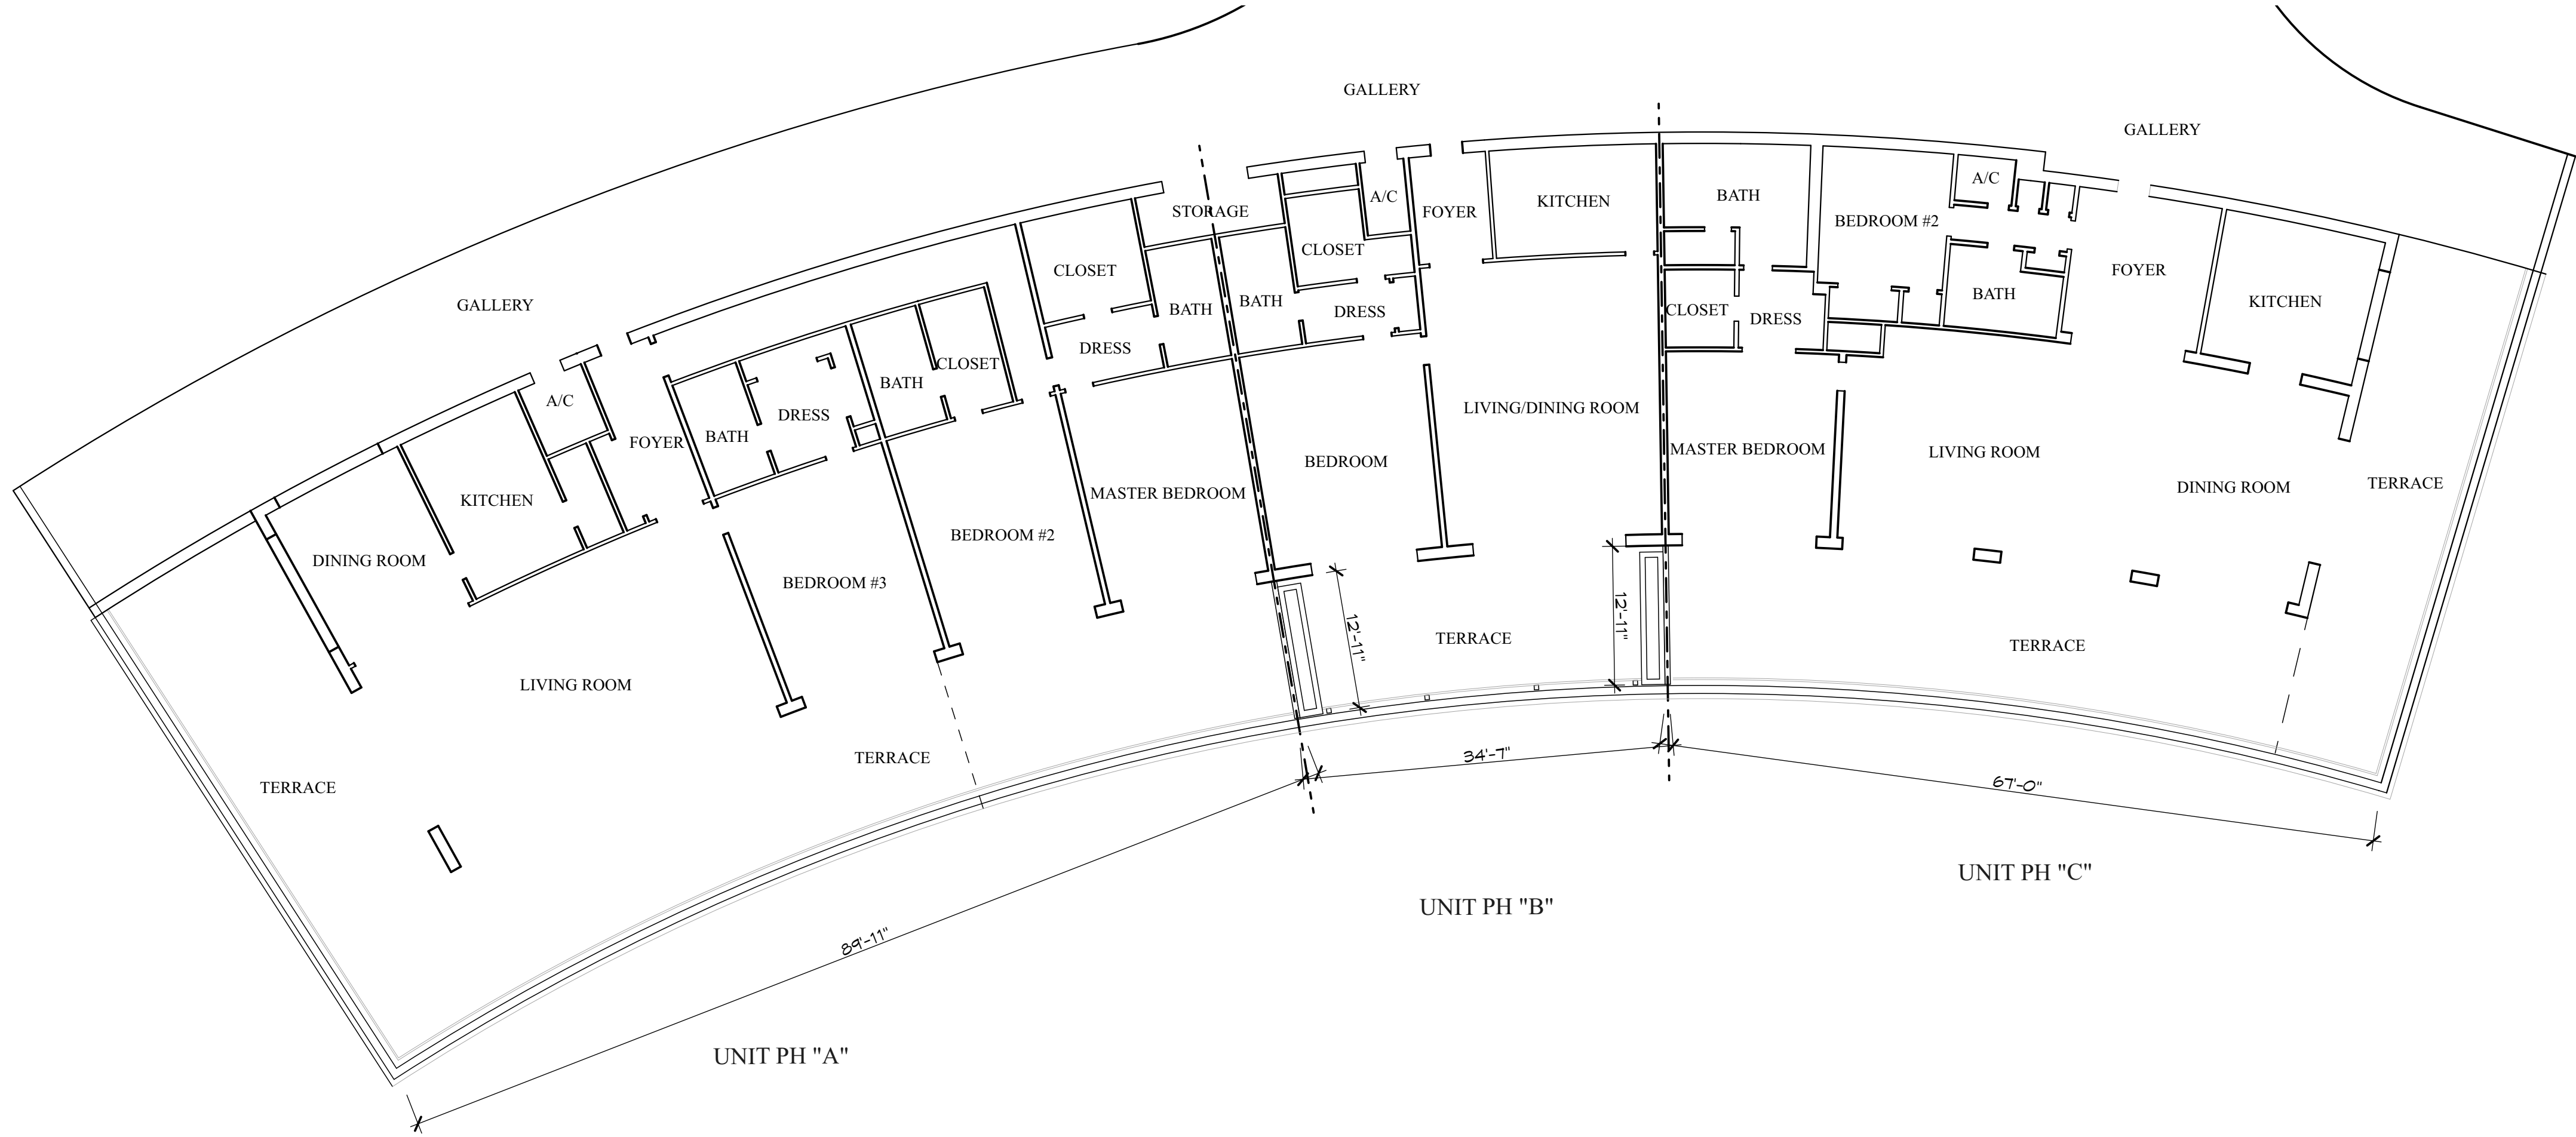 GALLERY
GALLERY
GALLERY
GALLERY
STORAGE
A/C
FOYER
KITCHEN
BATH
BEDROOM #2
A/C
FOYER
KITCHEN
CLOSET
CLOSET
BATH
BATH
DRESS
DRESS
CLOSET
DRESS
BATH
A/C
FOYER
BATH
DRESS
BATH
CLOSET
KITCHEN
DINING ROOM
LIVING ROOM
BEDROOM #3
BEDROOM #2
MASTER BEDROOM
BEDROOM
LIVING/DINING ROOM
MASTER BEDROOM
LIVING ROOM
DINING ROOM
TERRACE
TERRACE
TERRACE
TERRACE
TERRACE
12'-11"
12'-11"
34'-7"
67'-0"
89'-11"
UNIT PH "A"
UNIT PH "B"
UNIT PH "C"